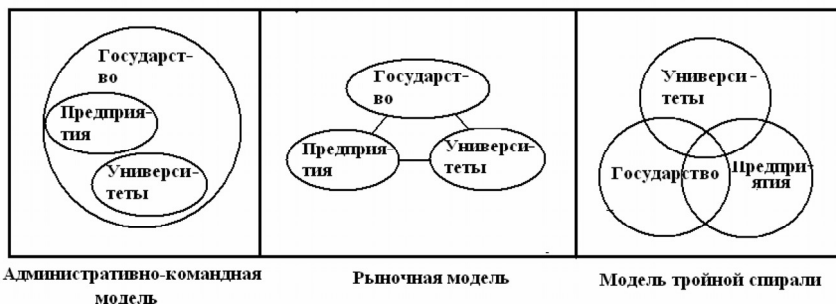 Государст-
во
Предприя-
тия
Университ-
теты
Государст-
во
Предприя-
тия
Универси-
теты
Универси-
теты
Государство
Предпри-
ятия
Административно-командная
модель
Рыночная модель
Модель тройной спирали